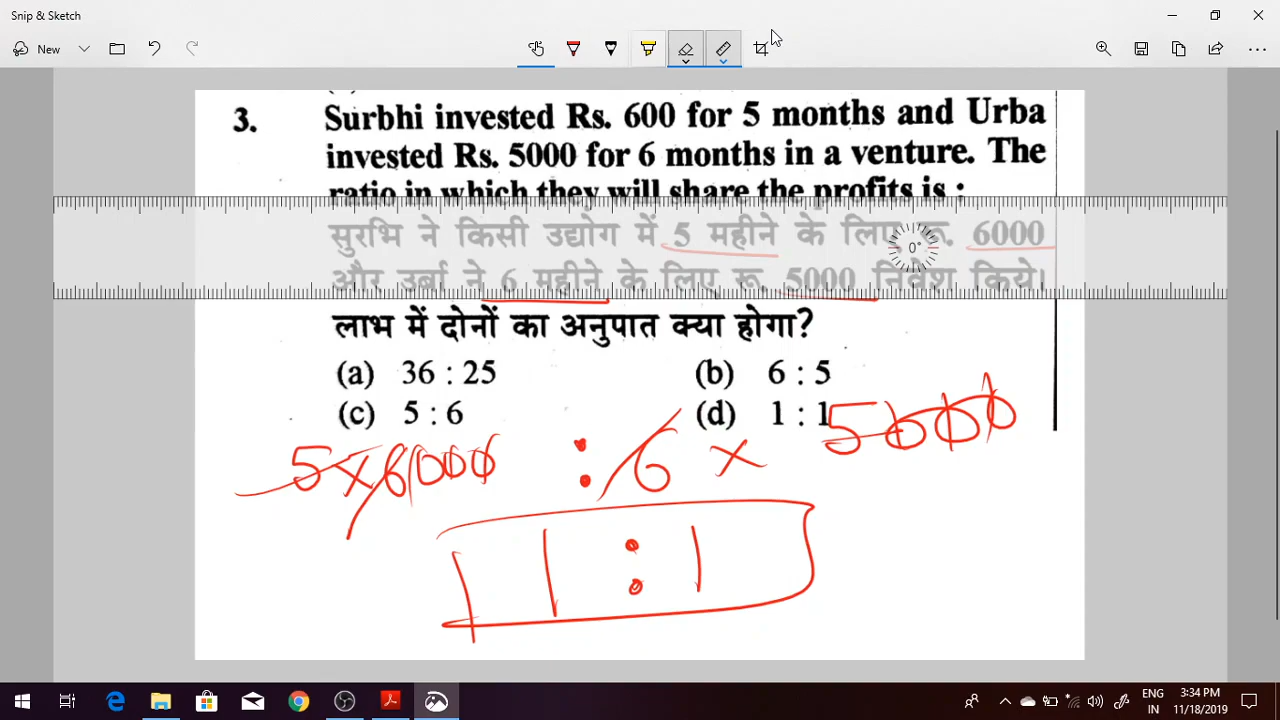 Snip & Sketch
New
3. Surbhi invested Rs. 600 for 5 months and Urba
invested Rs. 5000 for 6 months in a venture. The
ratio in which they will share the profits is :
सुरभि ने किसी उद्योग में 5 महीने के लिए रू. 6000
0°
और उर्बा ने 6 महीने के लिए रू. 5000 निवेश किये।
लाभ में दोनों का अनुपात क्या होगा?
(a) 36 : 25 (b) 6 : 5
(c) 5 : 6 (d) 1 : 1
5 × 6000 : 6 × 5000
1 : 1
ENG 3:34 PM
IN 11/18/2019